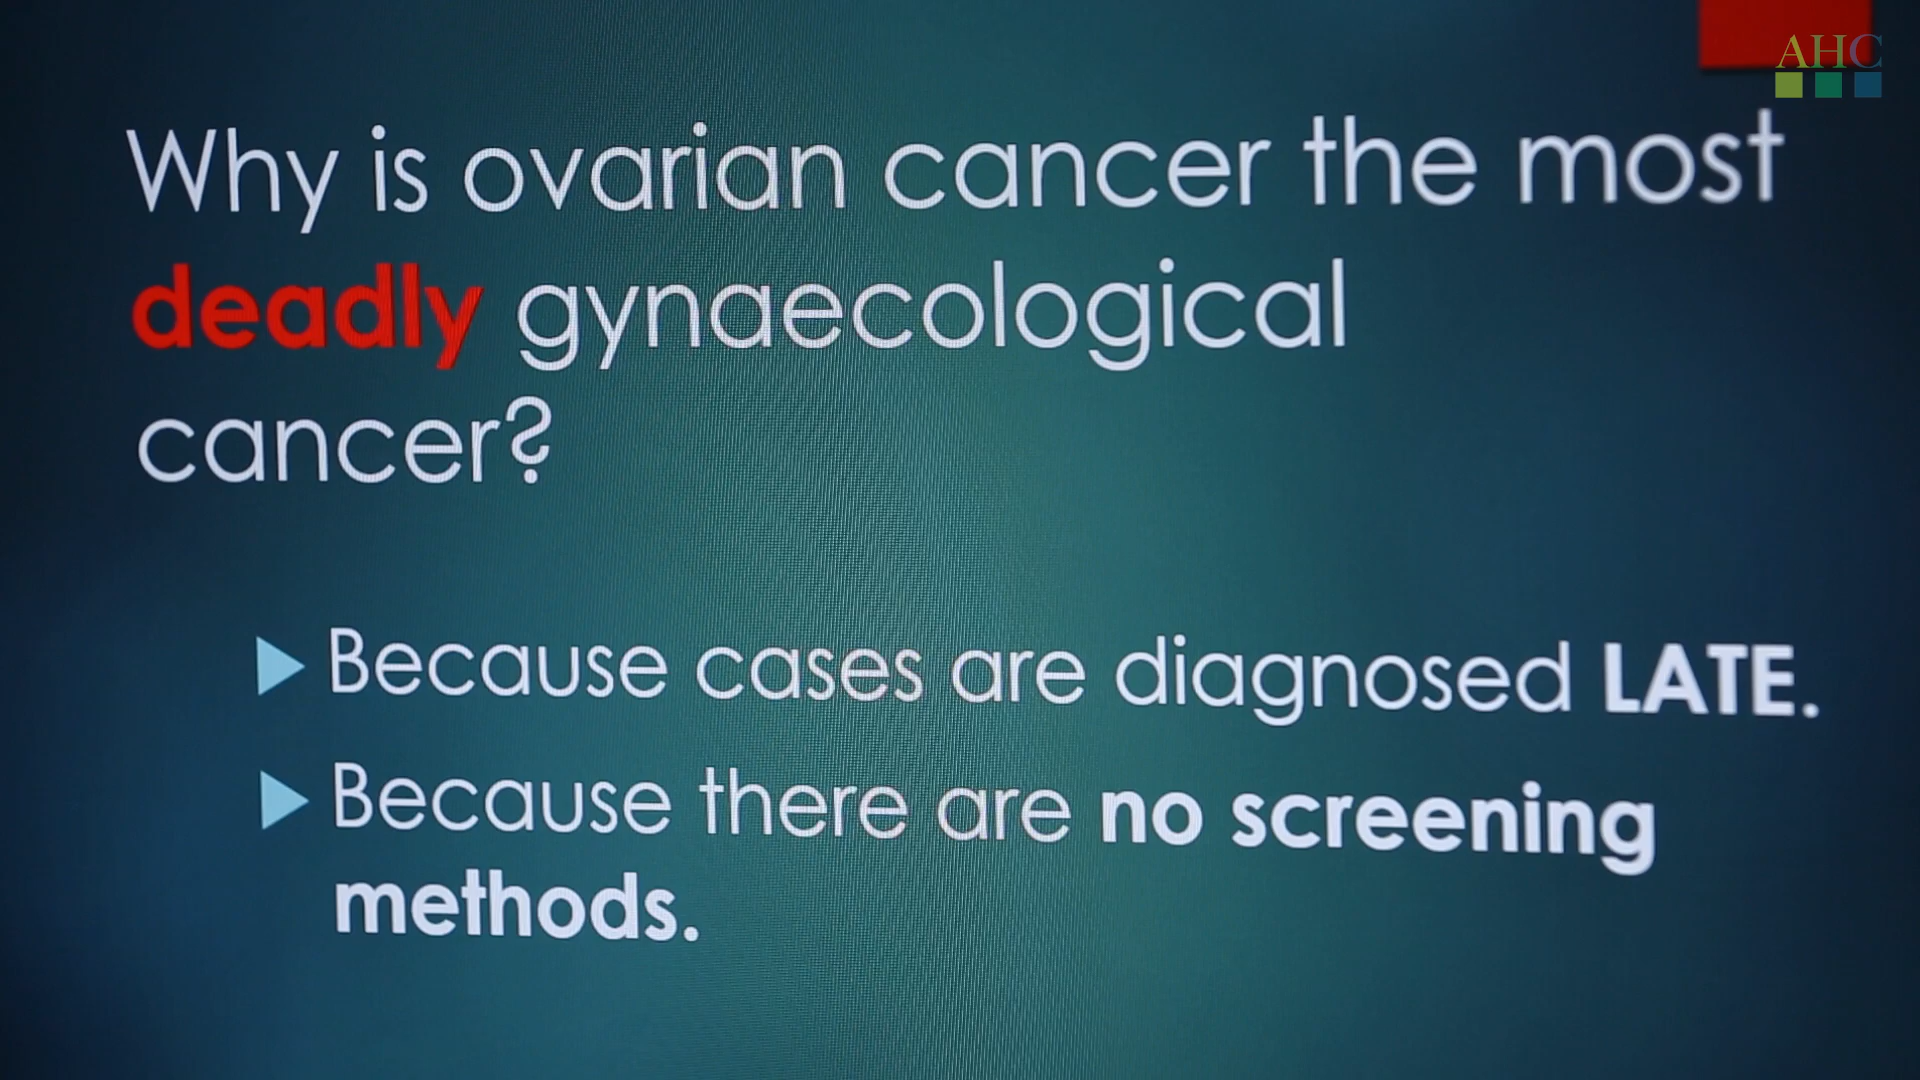 AHC
Why is ovarian cancer the most
deadly gynaecological
cancer?
Because cases are diagnosed LATE.
Because there are no screening
methods.